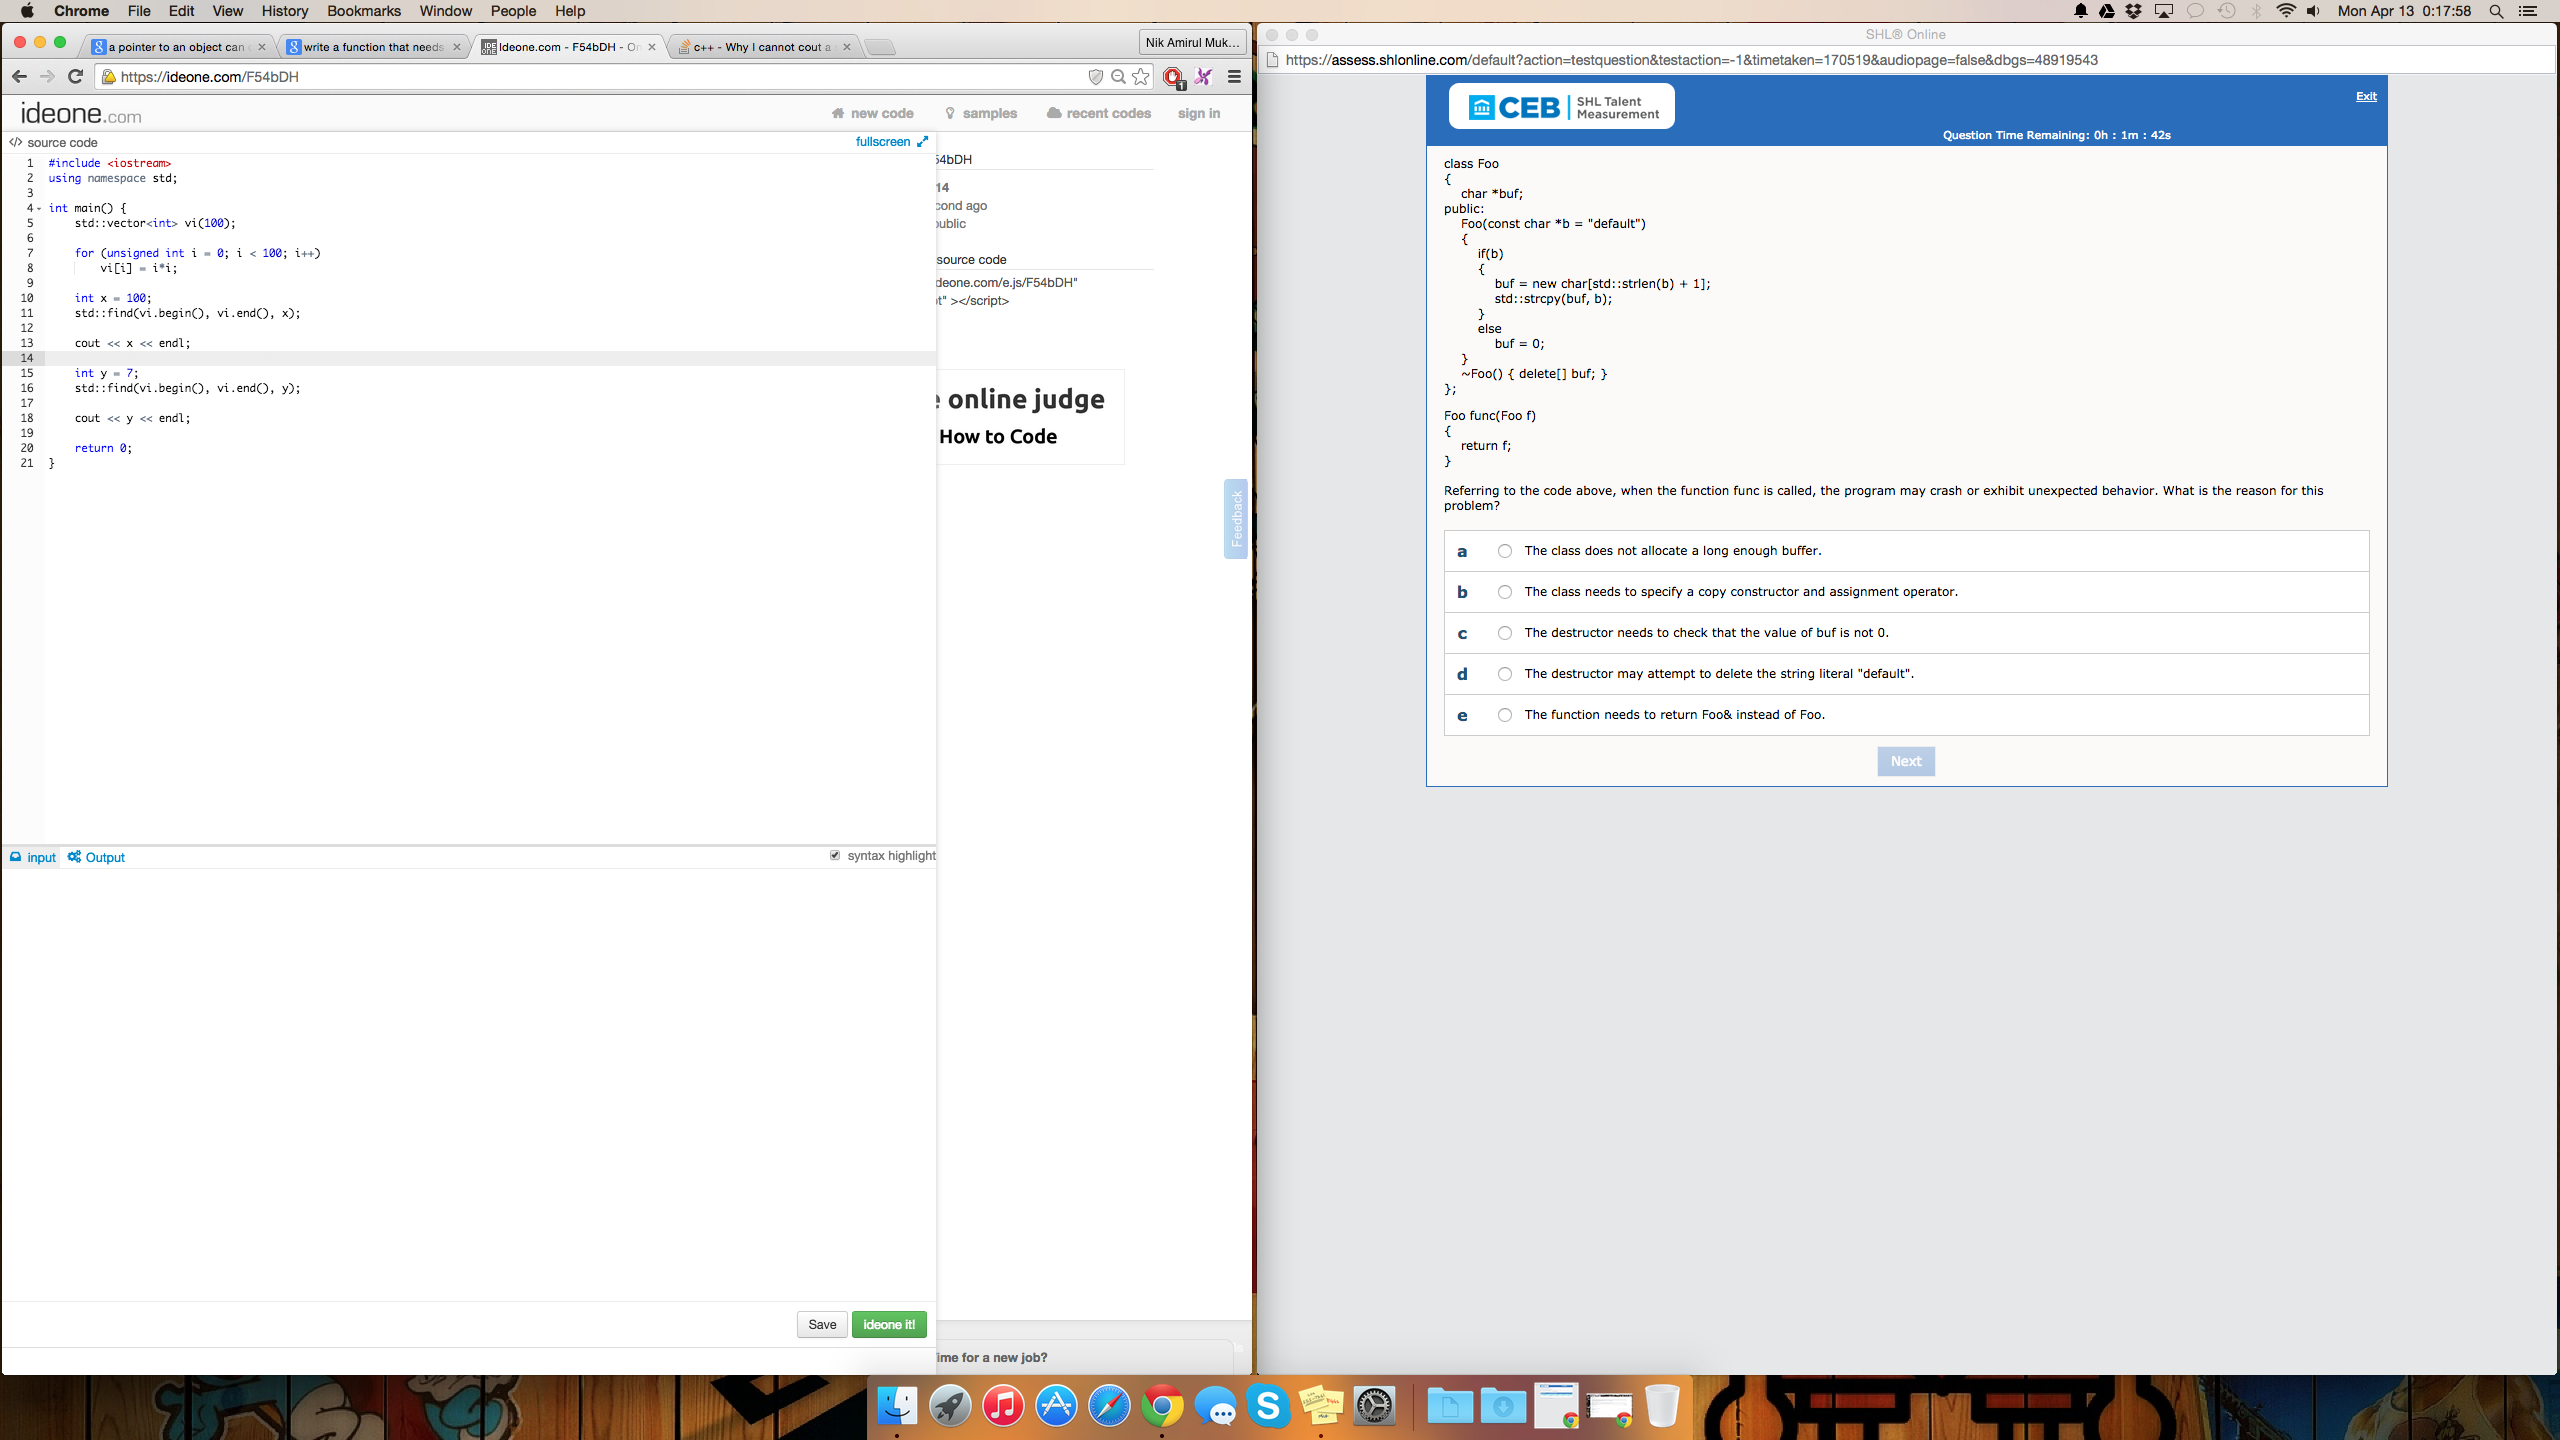 Chrome File Edit View History Bookmarks Window People Help
Mon Apr 13 0:17:58
a pointer to an object can
write a function that needs
Ideone.com - F54bDH - On
c++ - Why I cannot cout a
Nik Amirul Muk...
https://ideone.com/F54bDH
1
ideone.com
new code samples recent codes sign in
</> source code
fullscreen
1 #include <iostream>
2 using namespace std;
3
4 int main() {
5 std::vector<int> vi(100);
6
7 for (unsigned int i = 0; i < 100; i++)
8 vi[i] = i*i;
9
10 int x = 100;
11 std::find(vi.begin(), vi.end(), x);
12
13 cout << x << endl;
14
15 int y = 7;
16 std::find(vi.begin(), vi.end(), y);
17
18 cout << y << endl;
19
20 return 0;
21 }
54bDH
14
cond ago
public
source code
deone.com/e.js/F54bDH"
t" ></script>
e online judge
How to Code
Feedback
input Output
syntax highlight
Save ideone it!
ime for a new job?
SHL® Online
https://assess.shlonline.com/default?action=testquestion&testaction=-1&timetaken=170519&audiopage=false&dbgs=48919543
CEB SHL Talent
Measurement
Exit
Question Time Remaining: 0h : 1m : 42s
class Foo
{
char *buf;
public:
Foo(const char *b = "default")
{
if(b)
{
buf = new char[std::strlen(b) + 1];
std::strcpy(buf, b);
}
else
buf = 0;
}
~Foo() { delete[] buf; }
};
Foo func(Foo f)
{
return f;
}
Referring to the code above, when the function func is called, the program may crash or exhibit unexpected behavior. What is the reason for this
problem?
a The class does not allocate a long enough buffer.
b The class needs to specify a copy constructor and assignment operator.
c The destructor needs to check that the value of buf is not 0.
d The destructor may attempt to delete the string literal "default".
e The function needs to return Foo& instead of Foo.
Next